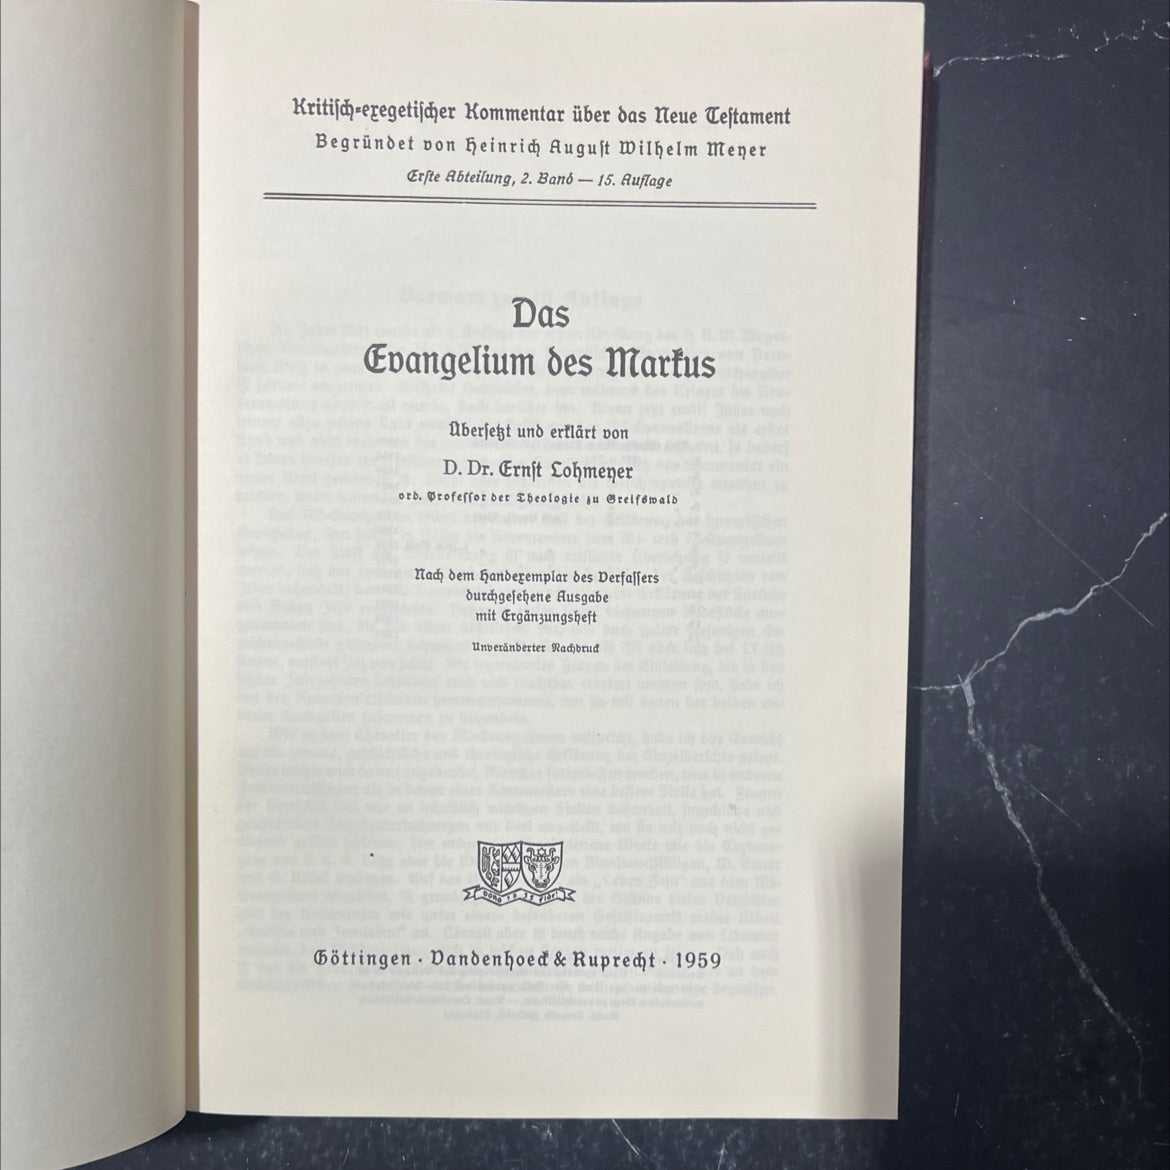 Kritisch-exegetischer Kommentar über das Neue Testament
Begründet von Heinrich August Wilhelm Meyer
Erste Abteilung, 2. Band — 15. Auflage
Das
Evangelium des Markus
Übersetzt und erklärt von
D. Dr. Ernst Lohmeyer
ord. Professor der Theologie zu Greifswald
Nach dem Handexemplar des Verfassers
durchgesehene Ausgabe
mit Ergänzungsheft
Unveränderter Nachdruck
Göttingen · Vandenhoeck & Ruprecht · 1959